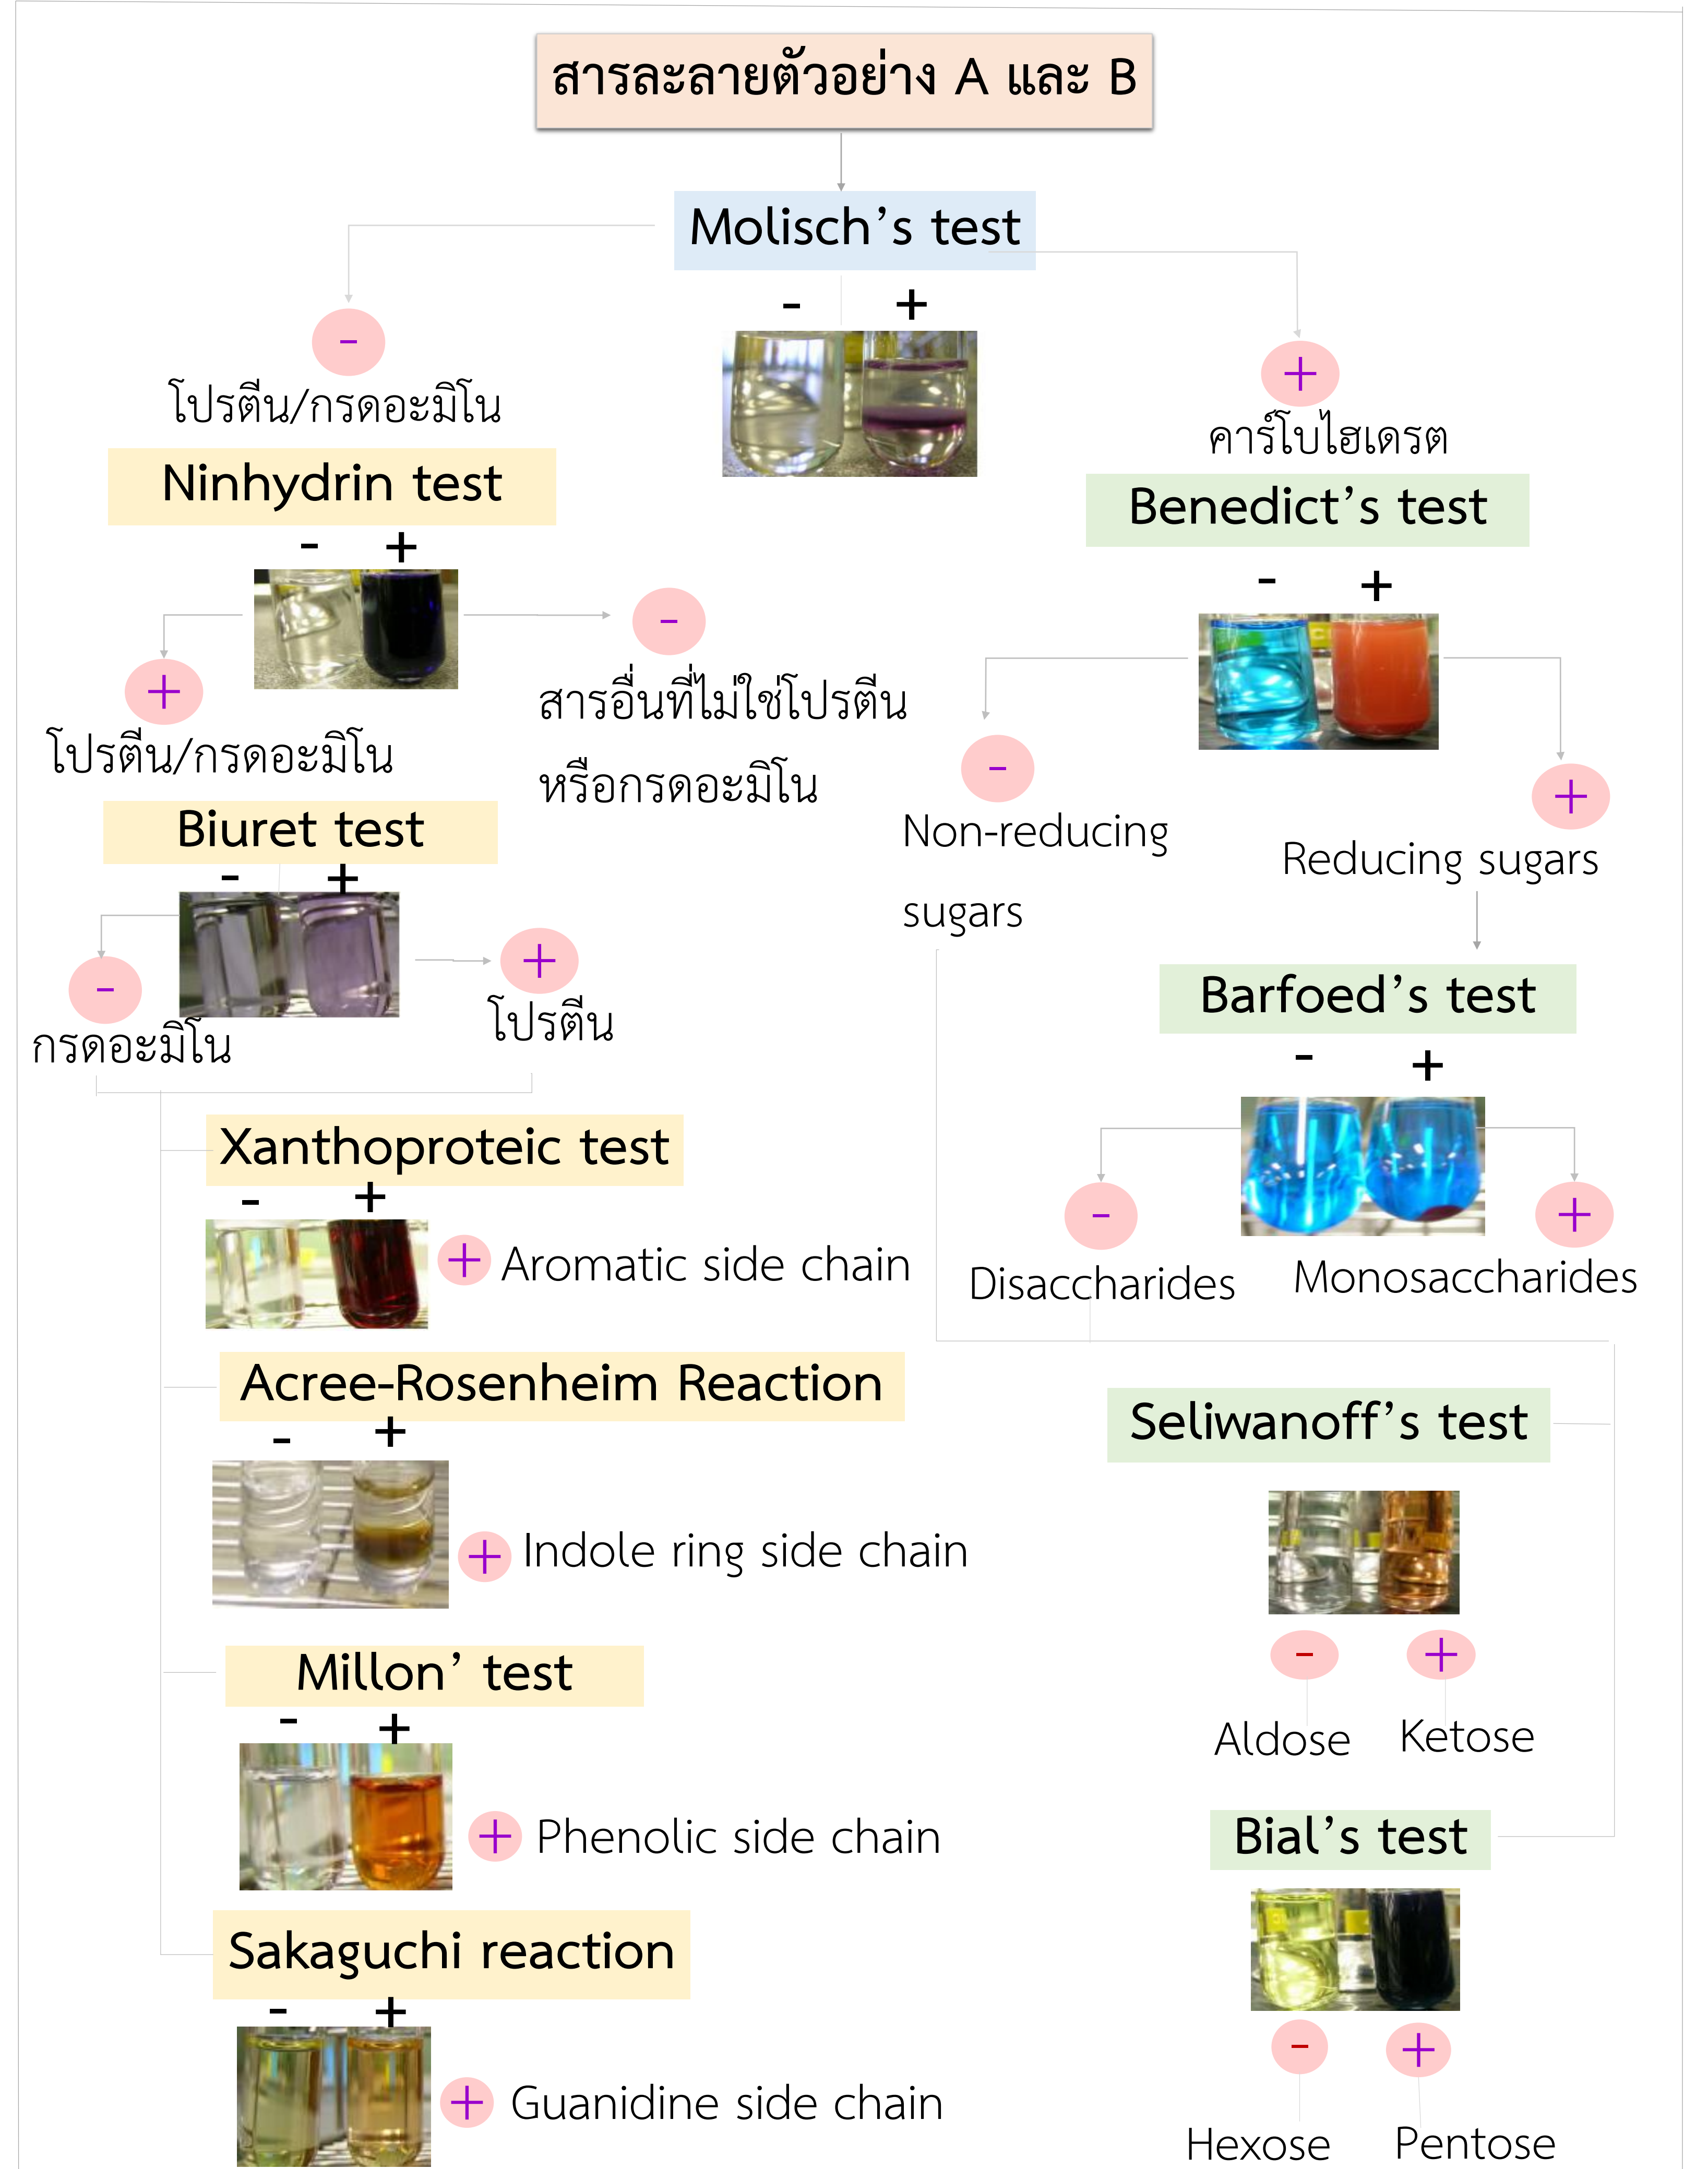 สารละลายตัวอย่าง A และ B
Molisch’s test
- +
-
โปรตีน/กรดอะมิโน
Ninhydrin test
- +
+
โปรตีน/กรดอะมิโน
-
สารอื่นที่ไม่ใช่โปรตีน
หรือกรดอะมิโน
Biuret test
- +
-
กรดอะมิโน
+
โปรตีน
Xanthoproteic test
- +
+ Aromatic side chain
Acree-Rosenheim Reaction
- +
+ Indole ring side chain
Millon’ test
- +
+ Phenolic side chain
Sakaguchi reaction
- +
+ Guanidine side chain
+
คาร์โบไฮเดรต
Benedict’s test
- +
-
Non-reducing
sugars
+
Reducing sugars
Barfoed’s test
- +
-
Disaccharides
+
Monosaccharides
Seliwanoff’s test
- +
Aldose Ketose
Bial’s test
- +
Hexose Pentose